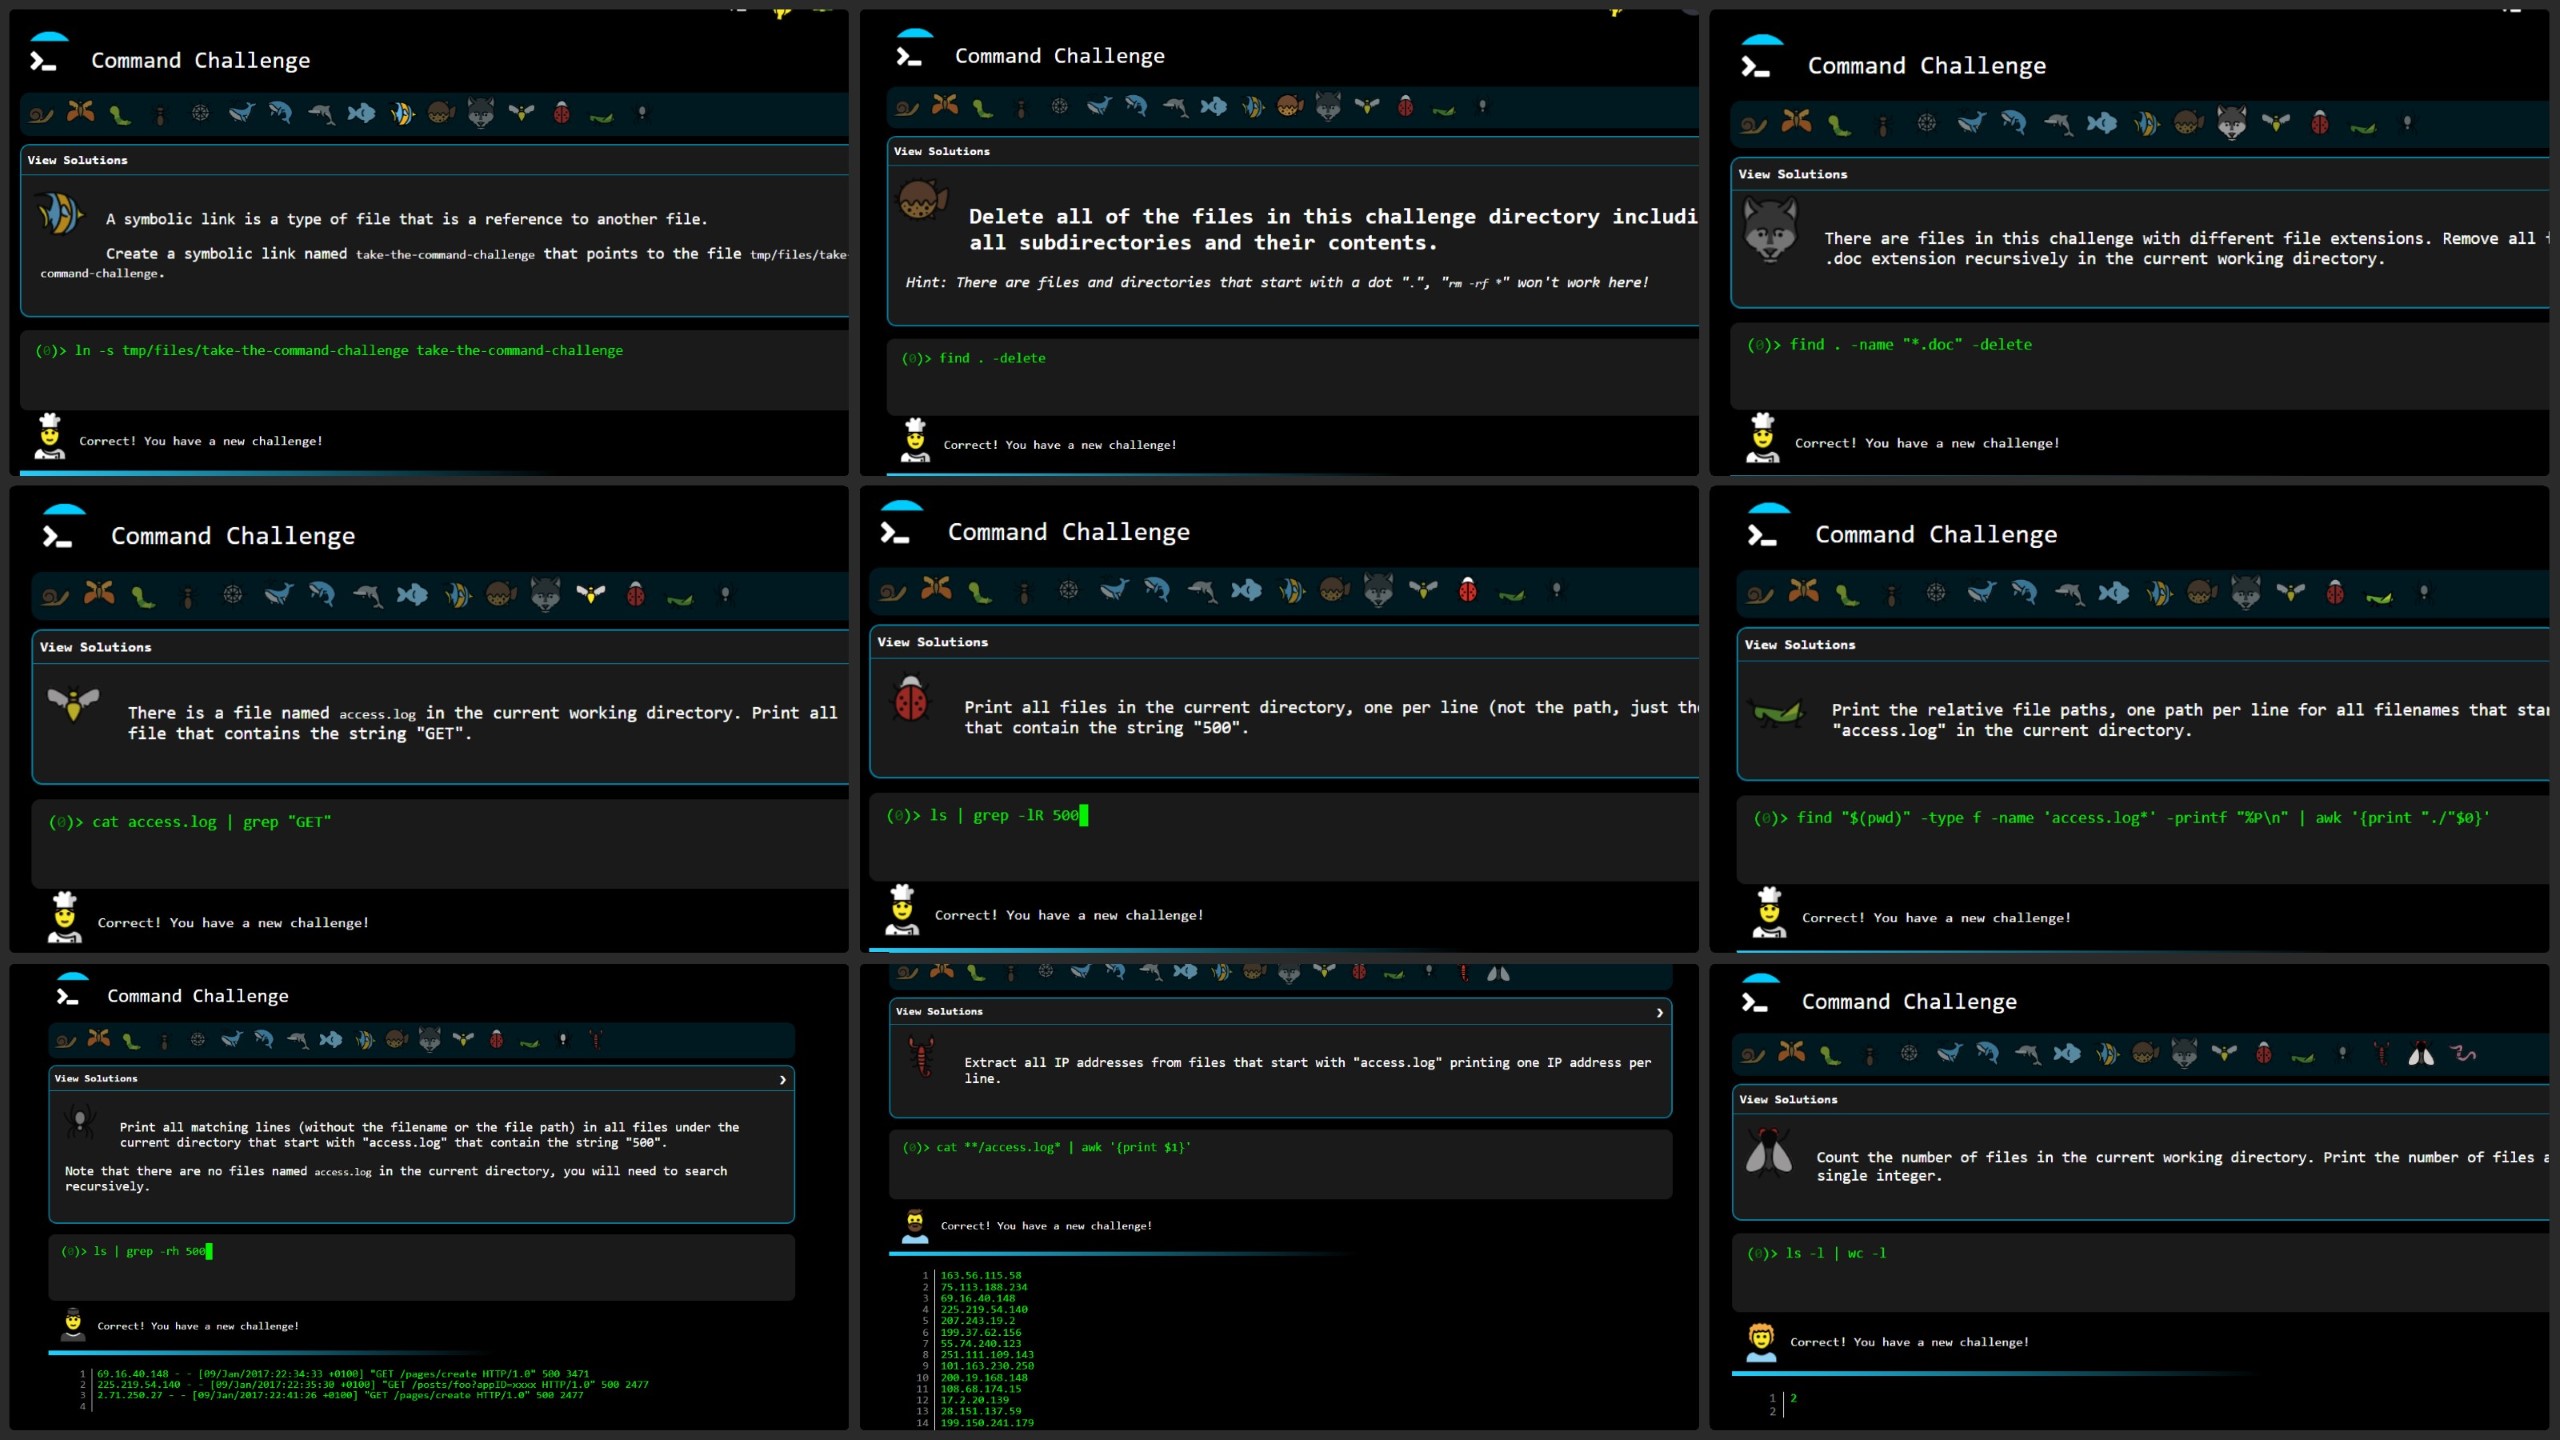 Command Challenge
View Solutions
A symbolic link is a type of file that is a reference to another file.
Create a symbolic link named take-the-command-challenge that points to the file tmp/files/take-
command-challenge.
(0)> ln -s tmp/files/take-the-command-challenge take-the-command-challenge
Correct! You have a new challenge!
Command Challenge
View Solutions
Delete all of the files in this challenge directory includi
all subdirectories and their contents.
Hint: There are files and directories that start with a dot ".", "rm -rf *" won't work here!
(0)> find . -delete
Correct! You have a new challenge!
Command Challenge
View Solutions
There are files in this challenge with different file extensions. Remove all
.doc extension recursively in the current working directory.
(0)> find . -name "*.doc" -delete
Correct! You have a new challenge!
Command Challenge
View Solutions
There is a file named access.log in the current working directory. Print all
file that contains the string "GET".
(0)> cat access.log | grep "GET"
Correct! You have a new challenge!
Command Challenge
View Solutions
Print all files in the current directory, one per line (not the path, just the
that contain the string "500".
(0)> ls | grep -lR 500
Correct! You have a new challenge!
Command Challenge
View Solutions
Print the relative file paths, one path per line for all filenames that star
"access.log" in the current directory.
(0)> find "$(pwd)" -type f -name 'access.log*' -printf "%P\n" | awk '{print "./"$0}'
Correct! You have a new challenge!
Command Challenge
View Solutions
Print all matching lines (without the filename or the file path) in all files under the
current directory that start with "access.log" that contain the string "500".
Note that there are no files named access.log in the current directory, you will need to search
recursively.
(0)> ls | grep -rh 500
Correct! You have a new challenge!
1 69.16.40.148 - - [09/Jan/2017:22:34:33 +0100] "GET /pages/create HTTP/1.0" 500 3471
2 225.219.54.140 - - [09/Jan/2017:22:35:30 +0100] "GET /posts/foo?appID=xxxx HTTP/1.0" 500 2477
3 2.71.250.27 - - [09/Jan/2017:22:41:26 +0100] "GET /pages/create HTTP/1.0" 500 2477
4
View Solutions
Extract all IP addresses from files that start with "access.log" printing one IP address per
line.
(0)> cat **/access.log* | awk '{print $1}'
Correct! You have a new challenge!
1 163.56.115.58
2 75.113.188.234
3 69.16.40.148
4 225.219.54.140
5 207.243.19.2
6 199.37.62.156
7 55.74.240.123
8 251.111.109.143
9 101.163.230.250
10 200.19.168.148
11 108.68.174.15
12 17.2.20.139
13 28.151.137.59
14 199.150.241.179
Command Challenge
View Solutions
Count the number of files in the current working directory. Print the number of files a
single integer.
(0)> ls -l | wc -l
Correct! You have a new challenge!
1 2
2